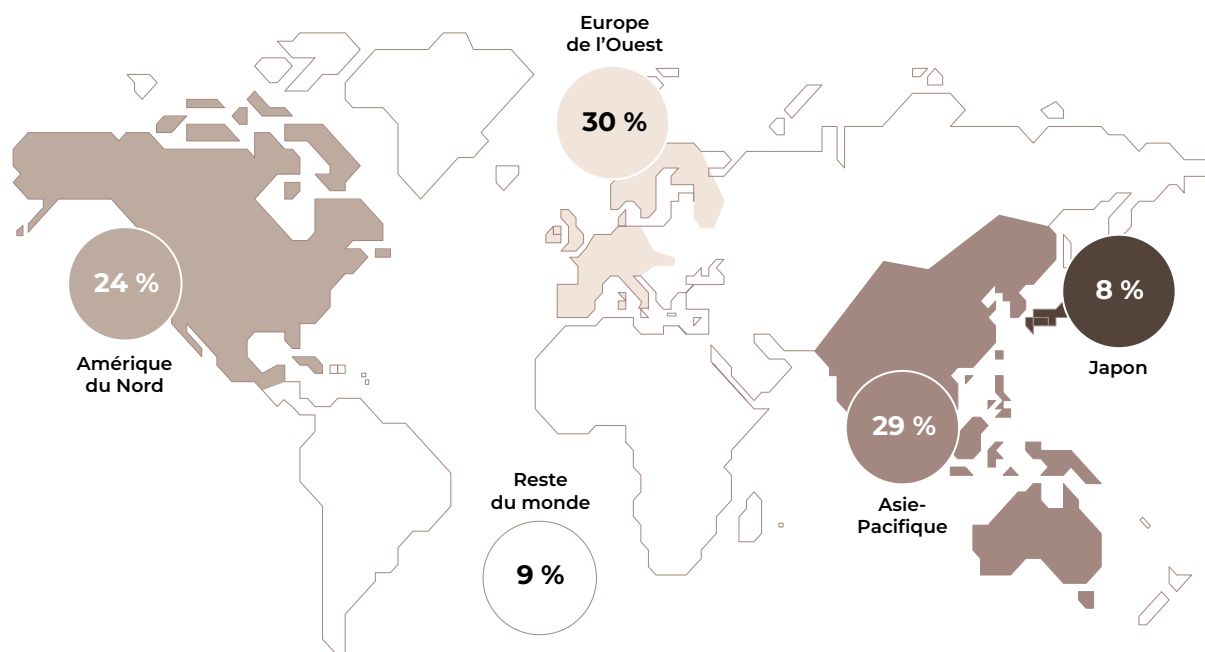 Europe
de l’Ouest
30 %
24 %
Amérique
du Nord
8 %
Japon
29 %
Asie-
Pacifique
Reste
du monde
9 %